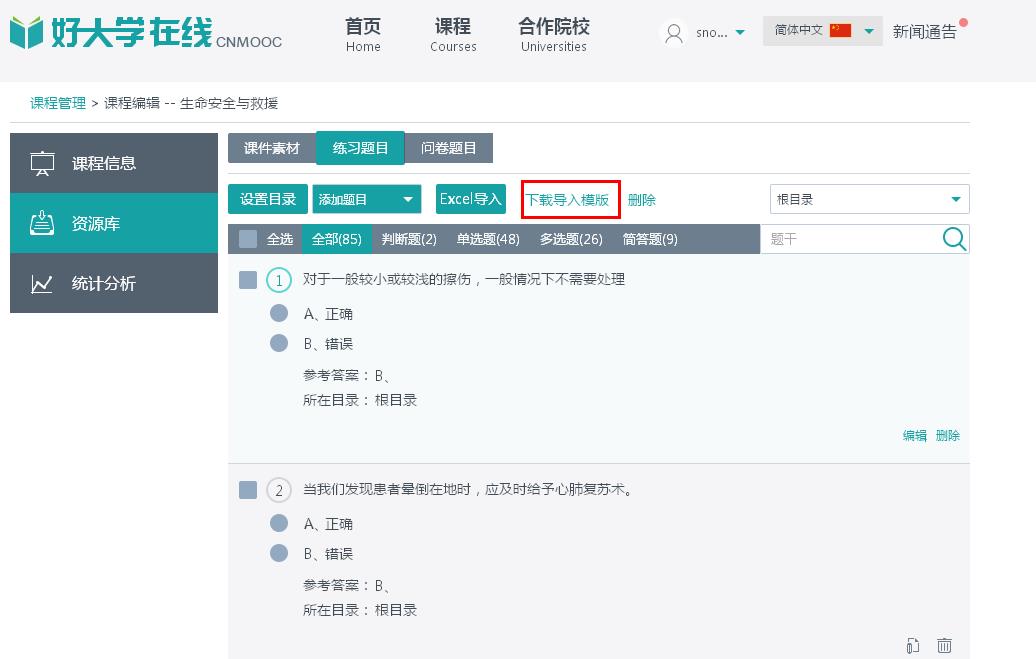 好大学在线 CNMOOC
首页 课程 合作院校
Home Courses Universities
sno... 简体中文 新闻通告
课程管理 > 课程编辑 -- 生命安全与救援
课程信息
资源库
统计分析
课件素材 练习题目 问卷题目
设置目录 添加题目 Excel导入 下载导入模版 删除 根目录
全选 全部(85) 判断题(2) 单选题(48) 多选题(26) 简答题(9) 题干
1 对于一般较小或较浅的擦伤，一般情况下不需要处理
A、正确
B、错误
参考答案：B、
所在目录：根目录
编辑 删除
2 当我们发现患者晕倒在地时，应及时给予心肺复苏术。
A、正确
B、错误
参考答案：B、
所在目录：根目录